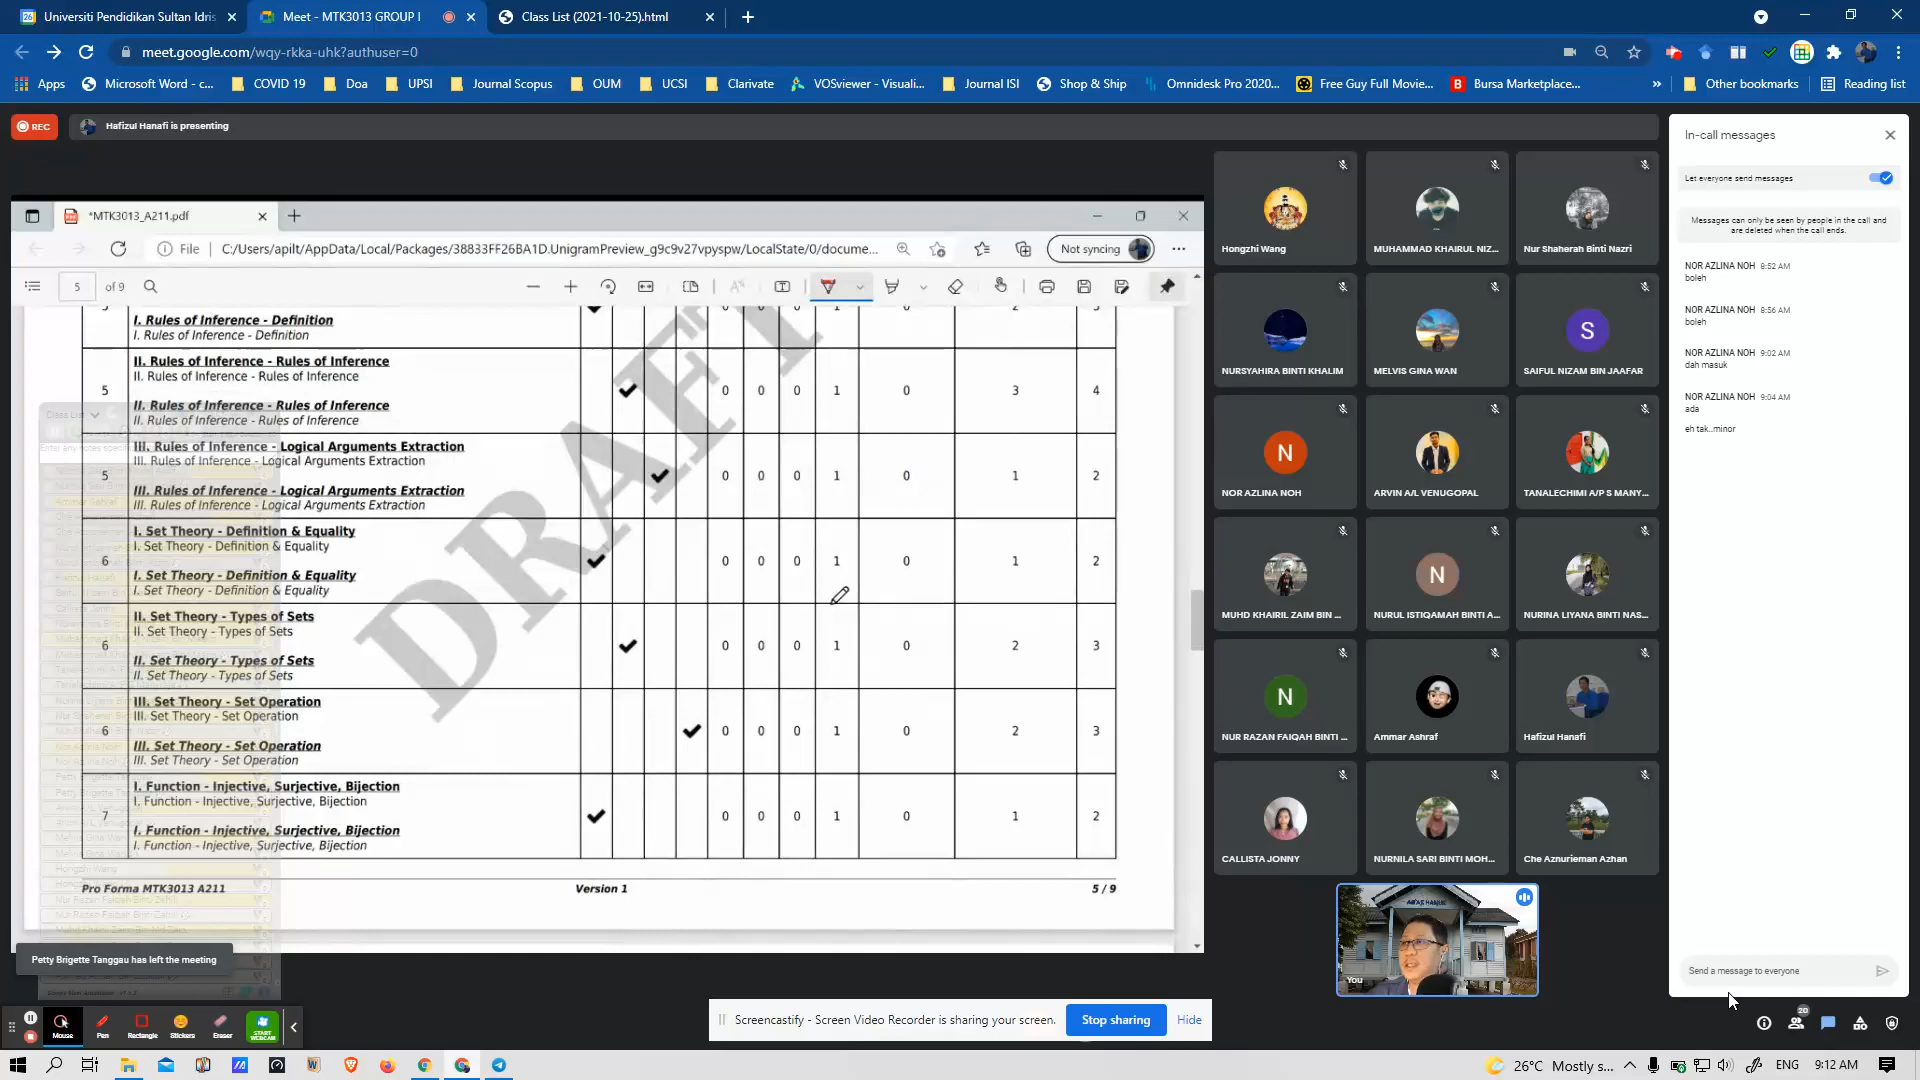 Universiti Pendidikan Sultan Idris
Meet - MTK3013 GROUP I
Class List (2021-10-25).html
meet.google.com/wqy-rkka-uhk?authuser=0
Apps
Microsoft Word - c...
COVID 19
Doa
UPSI
Journal Scopus
OUM
UCSI
Clarivate
VOSviewer - Visuali...
Journal ISI
Shop & Ship
Omnidesk Pro 2020...
Free Guy Full Movie...
Bursa Marketplace...
»
Other bookmarks
Reading list
REC
Hafizul Hanafi is presenting
*MTK3013_A211.pdf
File
C:/Users/apilt/AppData/Local/Packages/38833FF26BA1D.UnigramPreview_g9c9v27vpyspw/LocalState/0/docume...
Not syncing
5 of 9
DRAFT
I. Rules of Inference - Definition
I. Rules of Inference - Definition
II. Rules of Inference - Rules of Inference
II. Rules of Inference - Rules of Inference
5 0 0 0 1 0 3 4
II. Rules of Inference - Rules of Inference
II. Rules of Inference - Rules of Inference
III. Rules of Inference - Logical Arguments Extraction
III. Rules of Inference - Logical Arguments Extraction
5 0 0 0 1 0 1 2
III. Rules of Inference - Logical Arguments Extraction
III. Rules of Inference - Logical Arguments Extraction
I. Set Theory - Definition & Equality
I. Set Theory - Definition & Equality
6 0 0 0 1 0 1 2
I. Set Theory - Definition & Equality
I. Set Theory - Definition & Equality
II. Set Theory - Types of Sets
II. Set Theory - Types of Sets
6 0 0 0 1 0 2 3
II. Set Theory - Types of Sets
II. Set Theory - Types of Sets
III. Set Theory - Set Operation
III. Set Theory - Set Operation
6 0 0 0 1 0 2 3
III. Set Theory - Set Operation
III. Set Theory - Set Operation
I. Function - Injective, Surjective, Bijection
I. Function - Injective, Surjective, Bijection
7 0 0 0 1 0 1 2
I. Function - Injective, Surjective, Bijection
I. Function - Injective, Surjective, Bijection
Pro Forma MTK3013 A211 Version 1 5 / 9
Class List
Petty Brigette Tanggau has left the meeting
Hongzhi Wang
MUHAMMAD KHAIRUL NIZ...
Nur Shaherah Binti Nazri
NURSYAHIRA BINTI KHALIM
MELVIS GINA WAN
S
SAIFUL NIZAM BIN JAAFAR
N
NOR AZLINA NOH
ARVIN A/L VENUGOPAL
TANALECHIMI A/P S MANY...
MUHD KHAIRIL ZAIM BIN ...
N
NURUL ISTIQAMAH BINTI A...
NURINA LIYANA BINTI NAS...
N
NUR RAZAN FAIQAH BINTI ...
Ammar Ashraf
Hafizul Hanafi
CALLISTA JONNY
NURNILA SARI BINTI MOH...
Che Aznurieman Azhan
You
In-call messages
Let everyone send messages
Messages can only be seen by people in the call and
are deleted when the call ends.
NOR AZLINA NOH 8:52 AM
boleh
NOR AZLINA NOH 8:56 AM
boleh
NOR AZLINA NOH 9:02 AM
dah masuk
NOR AZLINA NOH 9:04 AM
ada
eh tak..minor
Send a message to everyone
20
Mouse
Pen
Rectangle
Stickers
Eraser
START
WEBCAM
Screencastify - Screen Video Recorder is sharing your screen.
Stop sharing
Hide
26°C Mostly s...
ENG
9:12 AM